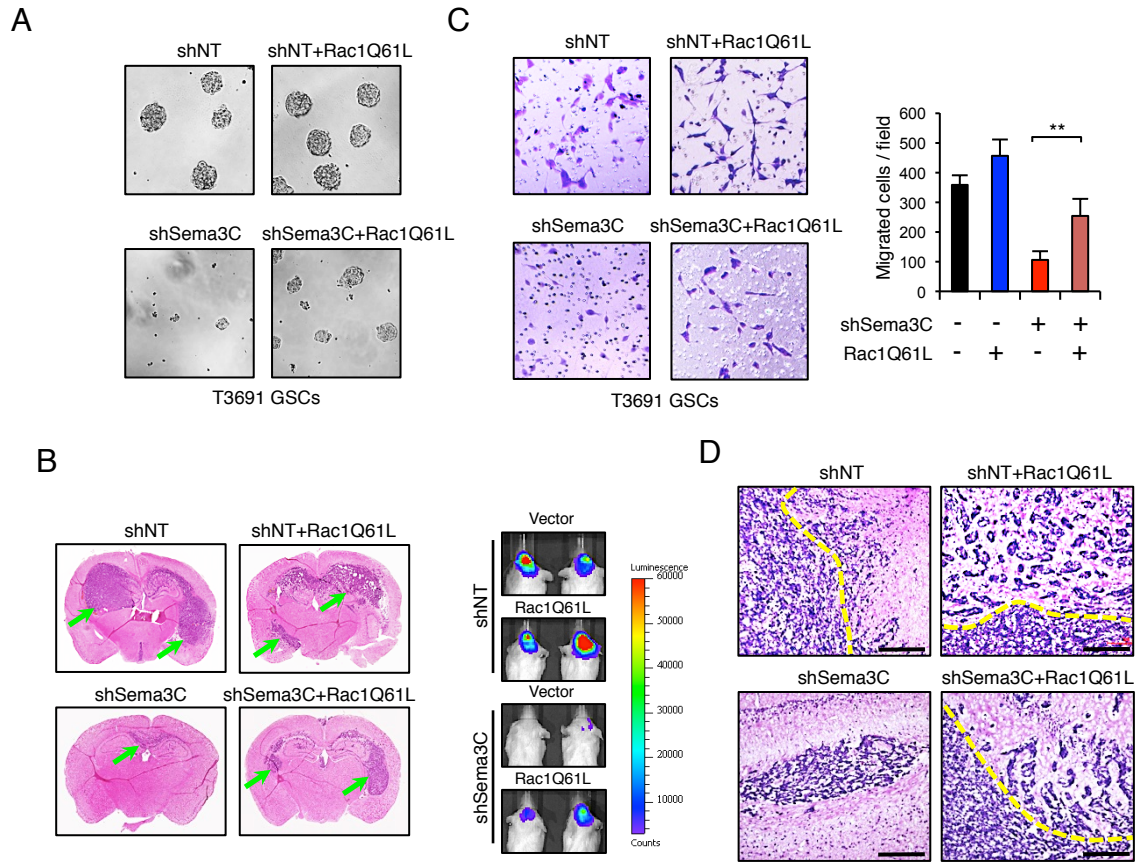 A
shNT
shNT+Rac1Q61L
shSema3C
shSema3C+Rac1Q61L
T3691 GSCs
C
shNT
shNT+Rac1Q61L
shSema3C
shSema3C+Rac1Q61L
T3691 GSCs
Migrated cells / field
600
500
400
300
200
100
0
**
shSema3C - - + +
Rac1Q61L - + - +
B
shNT
shNT+Rac1Q61L
shSema3C
shSema3C+Rac1Q61L
shNT
Vector
Rac1Q61L
shSema3C
Vector
Rac1Q61L
Luminescence
60000
50000
40000
30000
20000
10000
Counts
D
shNT
shNT+Rac1Q61L
shSema3C
shSema3C+Rac1Q61L